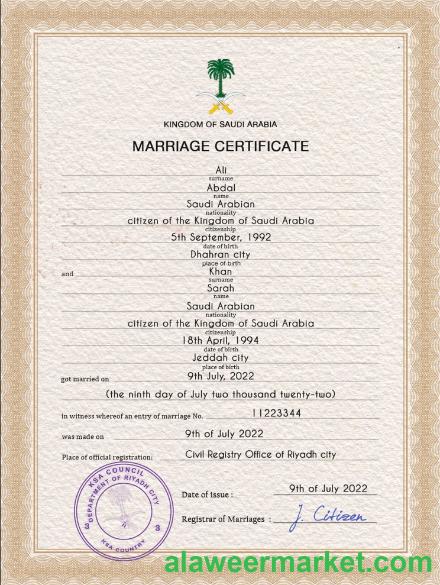 KINGDOM OF SAUDI ARABIA
MARRIAGE CERTIFICATE
Ali
surname
Abdal
name
Saudi Arabian
nationality
citizen of the Kingdom of Saudi Arabia
citizenship
5th September, 1992
date of birth
Dhahran city
place of birth
and Khan
surname
Sarah
name
Saudi Arabian
nationality
citizen of the Kingdom of Saudi Arabia
citizenship
18th April, 1994
date of birth
Jeddah city
place of birth
got married on 9th July, 2022
(the ninth day of July two thousand twenty-two)
in witness whereof an entry of marriage No. 11223344
was made on 9th of July 2022
Place of official registration: Civil Registry Office of Riyadh city
KSA COUNCIL
DEPARTMENT OF RIYADH CITY
3 3
KSA COUNTRY
Date of issue : 9th of July 2022
Registrar of Marriages : J. Citizen
alaweermarket.com